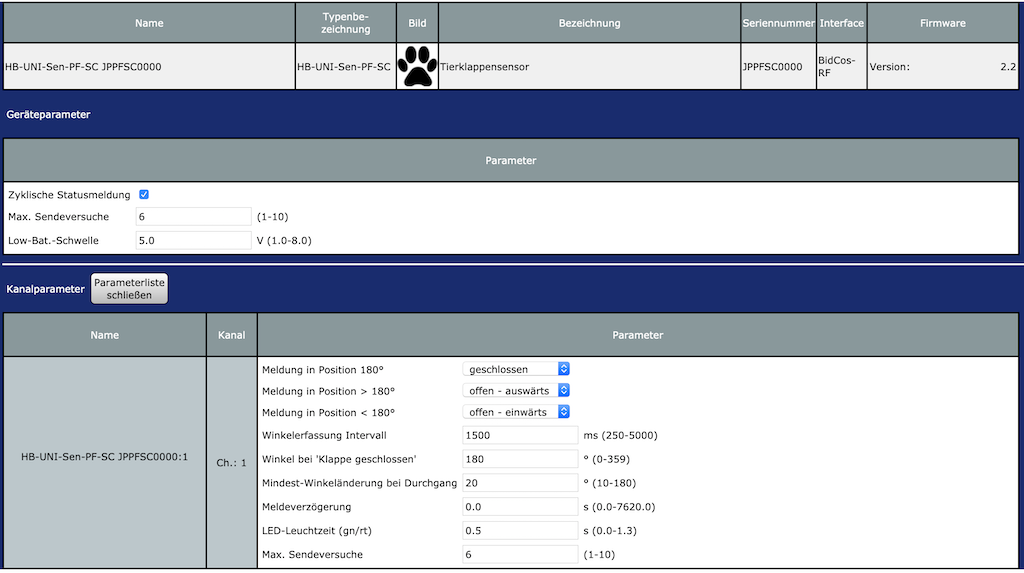 Name Typenbe-zeichnung Bild Bezeichnung Seriennummer Interface Firmware
HB-UNI-Sen-PF-SC JPPFSC0000 HB-UNI-Sen-PF-SC Tierklappensensor JPPFSC0000 BidCos-RF Version: 2.2
Geräteparameter
Parameter
Zyklische Statusmeldung
Max. Sendeversuche 6 (1-10)
Low-Bat.-Schwelle 5.0 V (1.0-8.0)
Kanalparameter Parameterliste schließen
Name Kanal Parameter
HB-UNI-Sen-PF-SC JPPFSC0000:1 Ch.: 1
Meldung in Position 180° geschlossen
Meldung in Position > 180° offen - auswärts
Meldung in Position < 180° offen - einwärts
Winkelerfassung Intervall 1500 ms (250-5000)
Winkel bei 'Klappe geschlossen' 180 ° (0-359)
Mindest-Winkeländerung bei Durchgang 20 ° (10-180)
Meldeverzögerung 0.0 s (0.0-7620.0)
LED-Leuchtzeit (gn/rt) 0.5 s (0.0-1.3)
Max. Sendeversuche 6 (1-10)